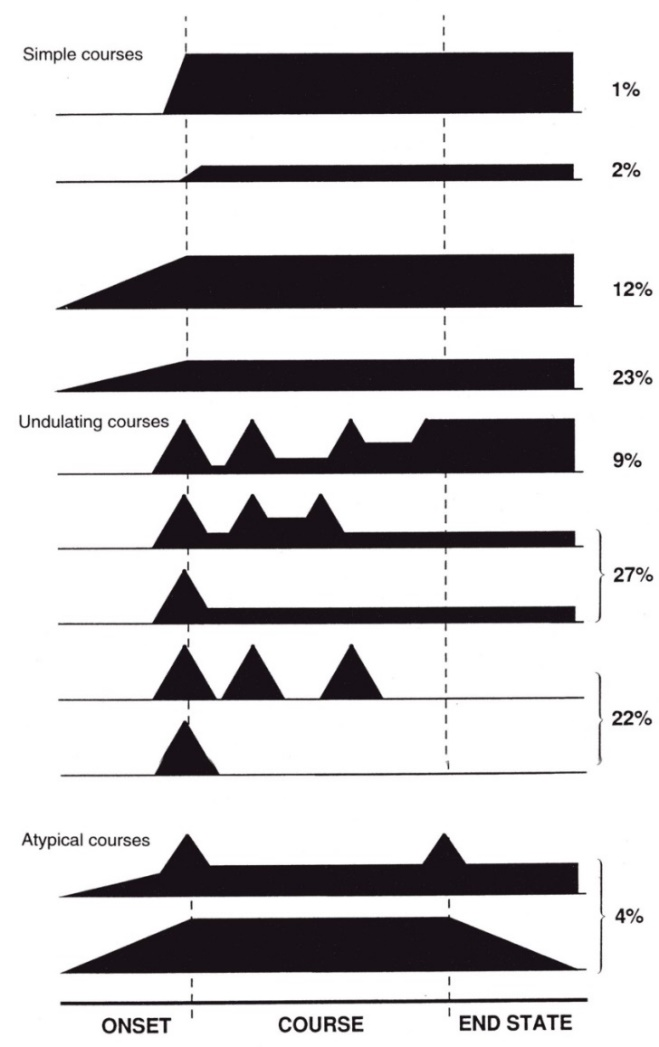 Simple courses
1%
2%
12%
23%
Undulating courses
9%
27%
22%
Atypical courses
4%
ONSET COURSE END STATE